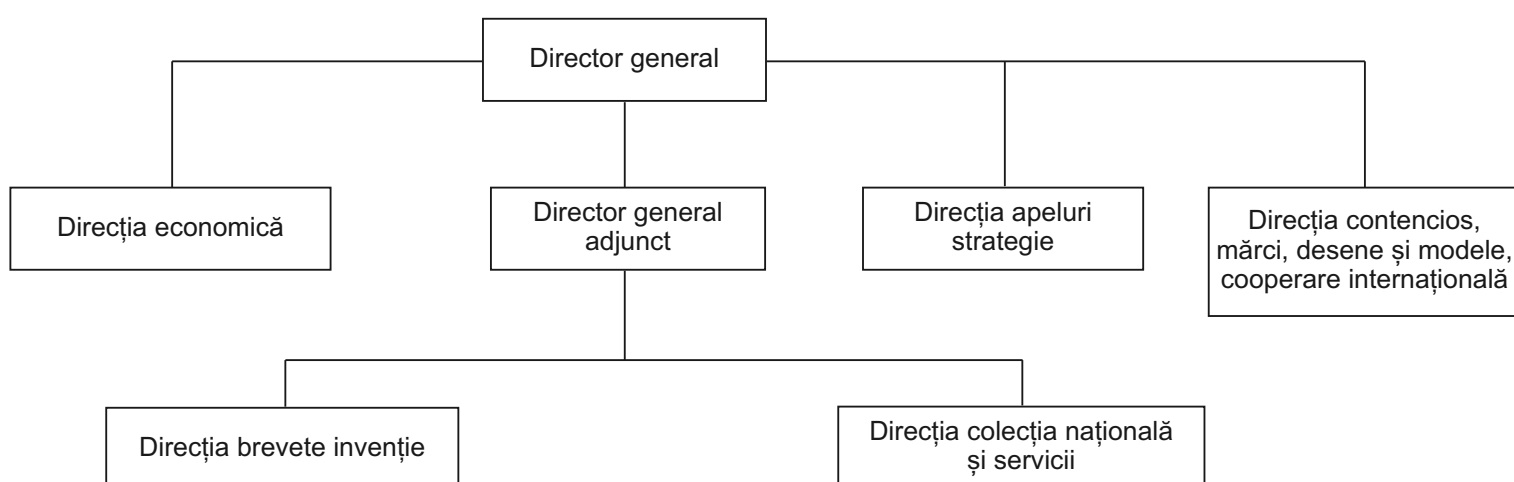 Director general
Direcția economică
Director general
adjunct
Direcția apeluri
strategie
Direcția contencios,
mărci, desene și modele,
cooperare internațională
Direcția brevete invenție
Direcția colecția națională
și servicii